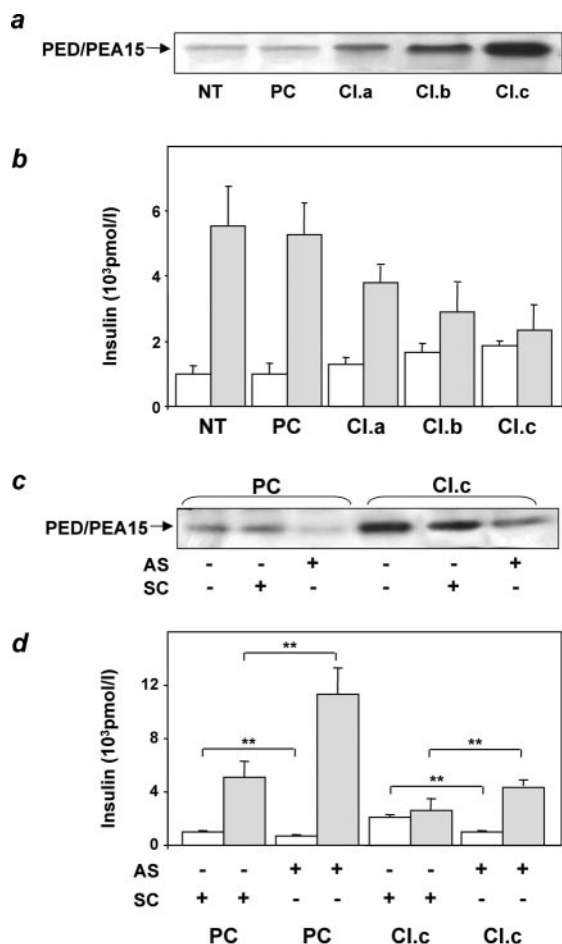 a
PED/PEA15
NT PC Cl.a Cl.b Cl.c
b
Insulin (10³pmol/l)
6
4
2
0
NT PC Cl.a Cl.b Cl.c
c
PC Cl.c
PED/PEA15
AS - - + - - +
SC - + - - + -
d
Insulin (10³pmol/l)
12
8
4
0
** ** ** **
AS - - + + - - + +
SC + + - - + + - -
PC PC Cl.c Cl.c